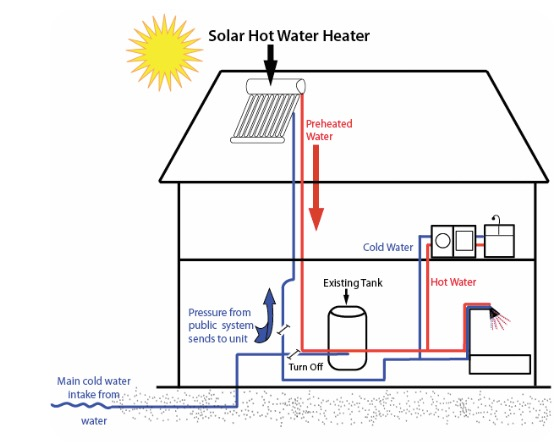 Solar Hot Water Heater
Preheated
Water
Cold Water
Existing Tank
Hot Water
Pressure from
public system
sends to unit
Turn Off
Main cold water
intake from
water